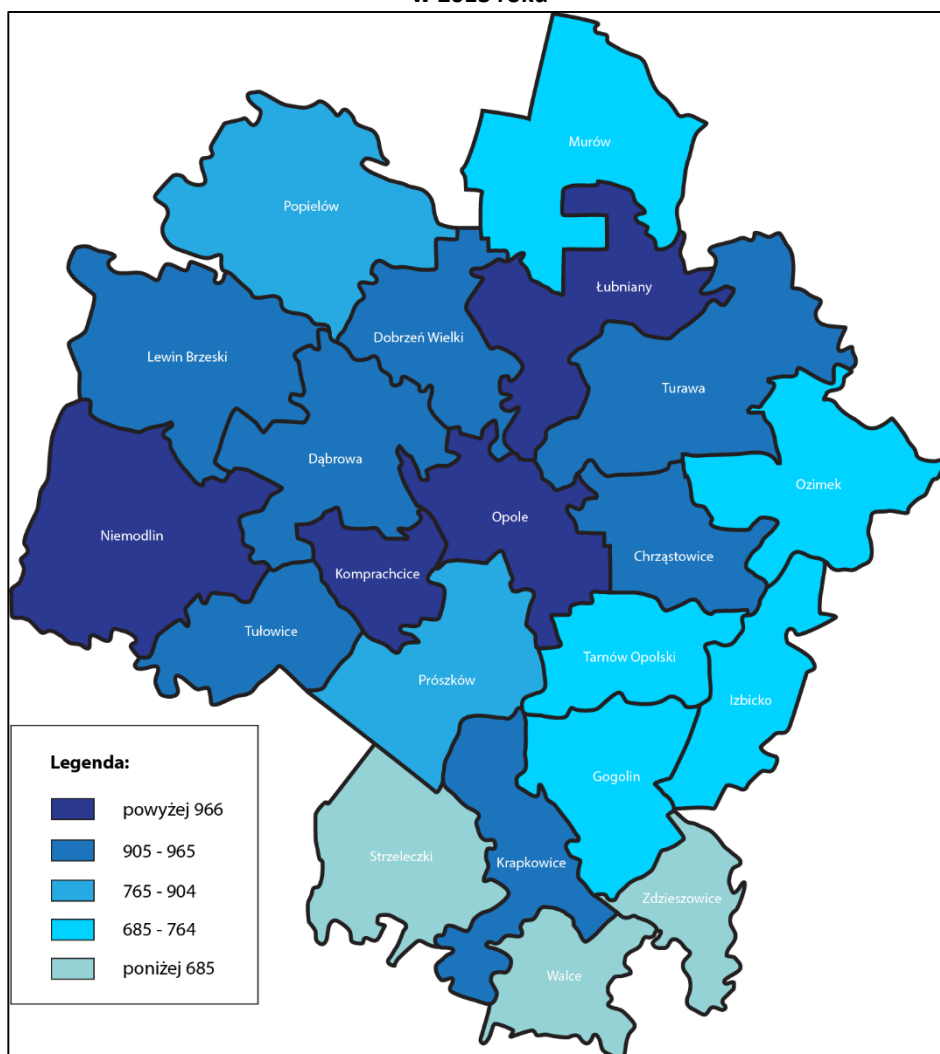 Murów
Popielów
Łubniany
Dobrzeń Wielki
Lewin Brzeski
Turawa
Dąbrowa
Ozimek
Opole
Niemodlin
Chrząstowice
Komprachcice
Tułowice
Tarnów Opolski
Prószków
Izbicko
Gogolin
Strzeleczki
Krapkowice
Zdzieszowice
Walce
Legenda:
powyżej 966
905 - 965
765 - 904
685 - 764
poniżej 685